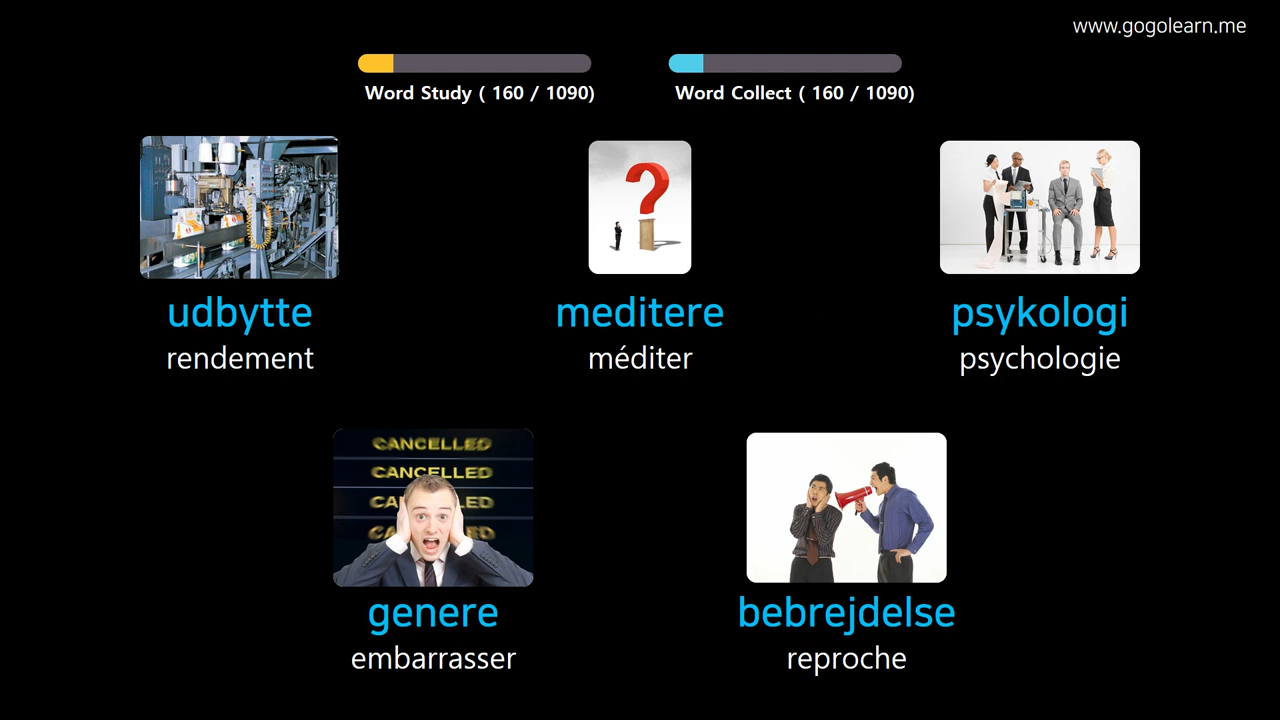 www.gogolearn.me
Word Study ( 160 / 1090)
Word Collect ( 160 / 1090)
udbytte
rendement
meditere
méditer
psykologi
psychologie
CANCELLED
CANCELLED
genere
embarrasser
bebrejdelse
reproche